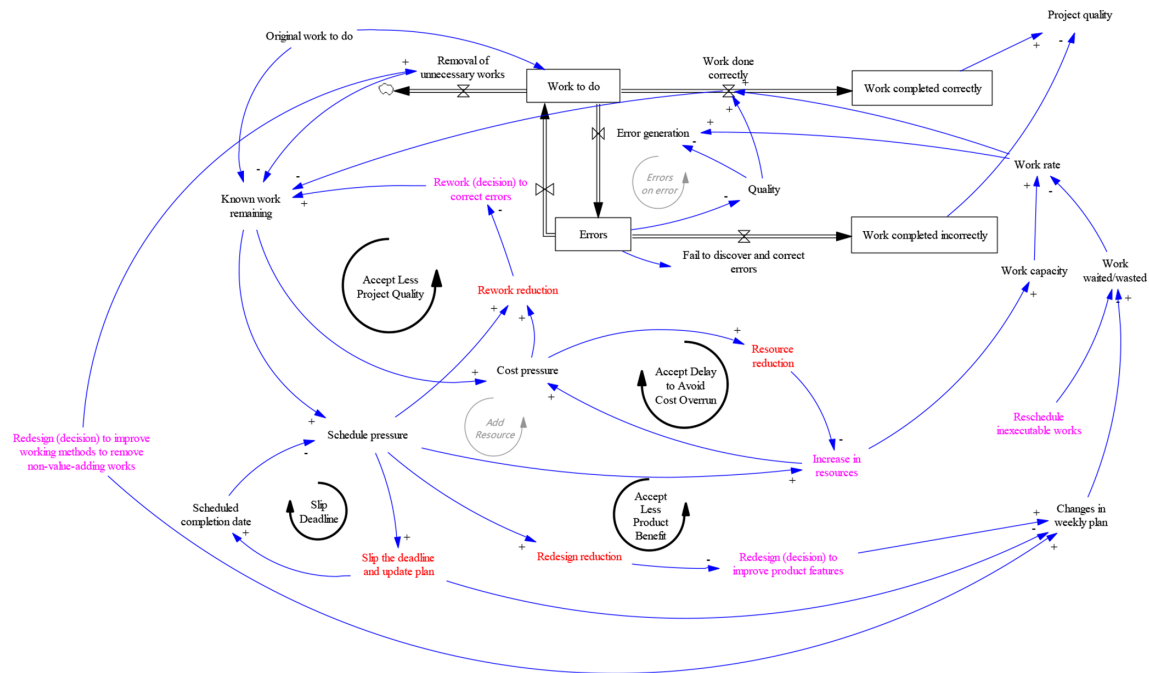 Project quality
Original work to do
Removal of
unnecessary works
Work done
correctly
+
+
-
+
Work to do
Work completed correctly
+
Error generation
+
-
Work rate
-
-
+
Rework (decision) to
correct errors
Errors
on error
Quality
+
Known work
remaining
-
-
Errors
Work completed incorrectly
Fail to discover and correct
errors
Work capacity
Work
waited/wasted
Accept Less
Project Quality
Rework reduction
+
-
+
+
+
+
Resource
reduction
Cost pressure
+
Accept Delay
to Avoid
Cost Overrun
+
Add
Resource
Reschedule
inexecutable works
+
Redesign (decision) to improve
working methods to remove
non-value-adding works
Schedule pressure
-
-
Increase in
resources
+
Scheduled
completion date
Slip
Deadline
Accept
Less
Product
Benefit
Changes in
weekly plan
+
+
+
+
-
+
Slip the deadline
and update plan
Redesign reduction
-
Redesign (decision) to
improve product features